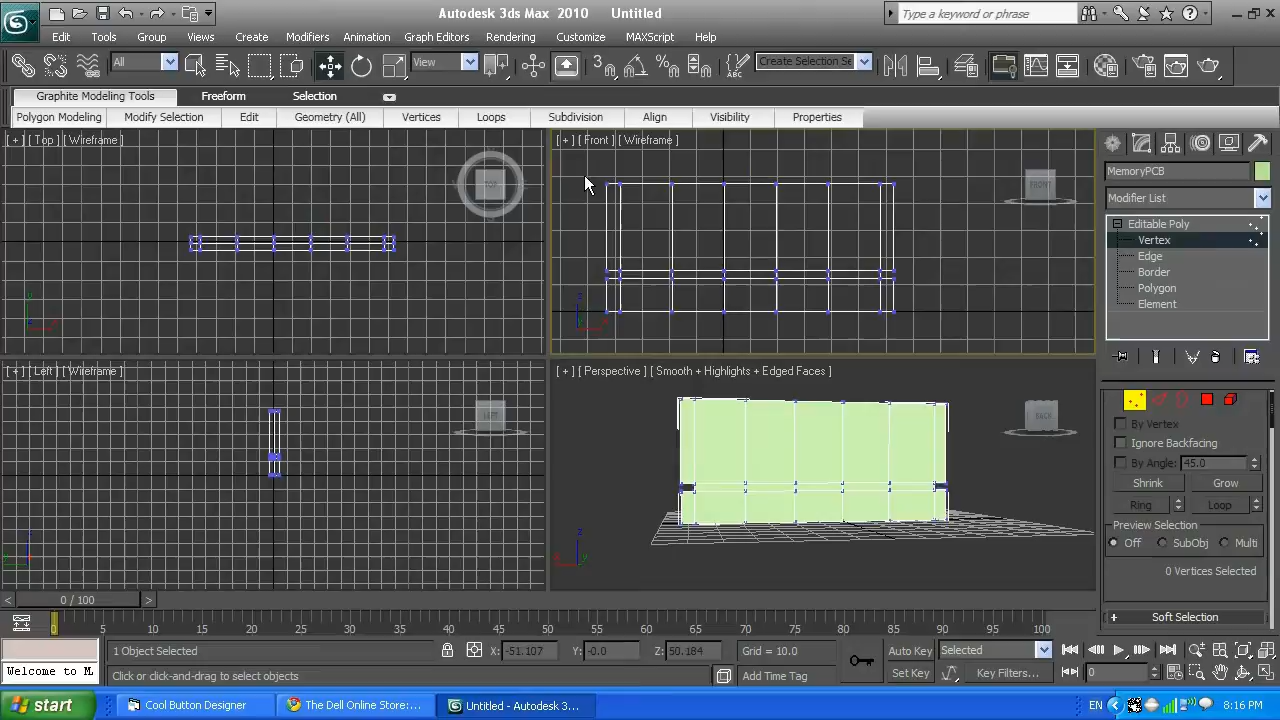 Autodesk 3ds Max 2010 Untitled
Type a keyword or phrase
Edit Tools Group Views Create Modifiers Animation Graph Editors Rendering Customize MAXScript Help
All
View
Create Selection Se
Graphite Modeling Tools Freeform Selection
Polygon Modeling Modify Selection Edit Geometry (All) Vertices Loops Subdivision Align Visibility Properties
[ + ] [ Top ] [ Wireframe ]
[ + ] [ Front ] [ Wireframe ]
TOP
FRONT
MemoryPCB
Modifier List
Editable Poly
Vertex
Edge
Border
Polygon
Element
[ + ] [ Left ] [ Wireframe ]
[ + ] [ Perspective ] [ Smooth + Highlights + Edged Faces ]
LEFT
BACK
By Vertex
Ignore Backfacing
By Angle: 45.0
Shrink Grow
Ring Loop
Preview Selection
Off SubObj Multi
0 Vertices Selected
Soft Selection
< 0 / 100 >
0 5 10 15 20 25 30 35 40 45 50 55 60 65 70 75 80 85 90 95 100
1 Object Selected
X: -51.107 Y: -0.0 Z: 50.184 Grid = 10.0
Auto Key Selected
Welcome to M
Click or click-and-drag to select objects
Add Time Tag
Set Key Key Filters...
0
start
Cool Button Designer
The Dell Online Store:...
Untitled - Autodesk 3...
EN
8:16 PM